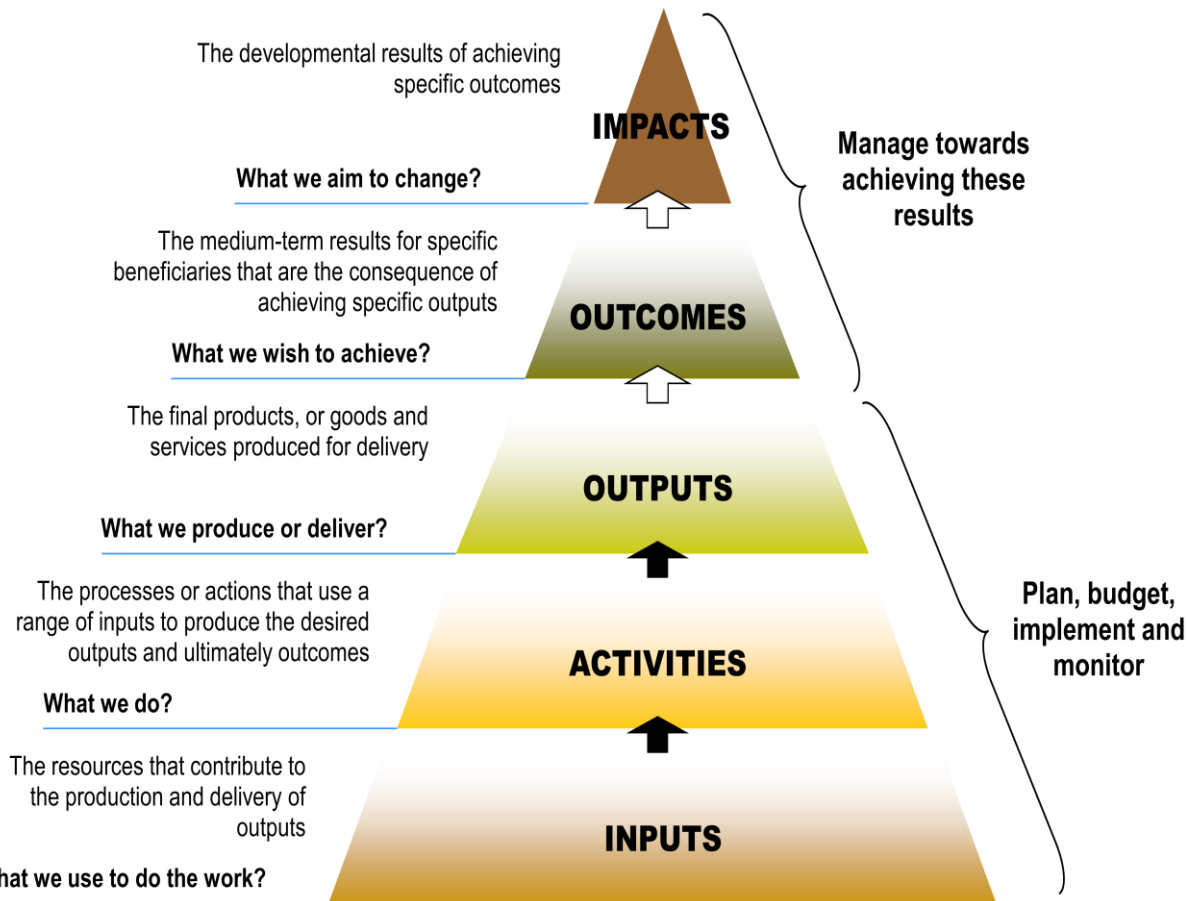 The developmental results of achieving
specific outcomes
IMPACTS
What we aim to change?
Manage towards
achieving these
results
The medium-term results for specific
beneficiaries that are the consequence of
achieving specific outputs
OUTCOMES
What we wish to achieve?
The final products, or goods and
services produced for delivery
OUTPUTS
What we produce or deliver?
The processes or actions that use a
range of inputs to produce the desired
outputs and ultimately outcomes
ACTIVITIES
Plan, budget,
implement and
monitor
What we do?
The resources that contribute to
the production and delivery of
outputs
INPUTS
hat we use to do the work?